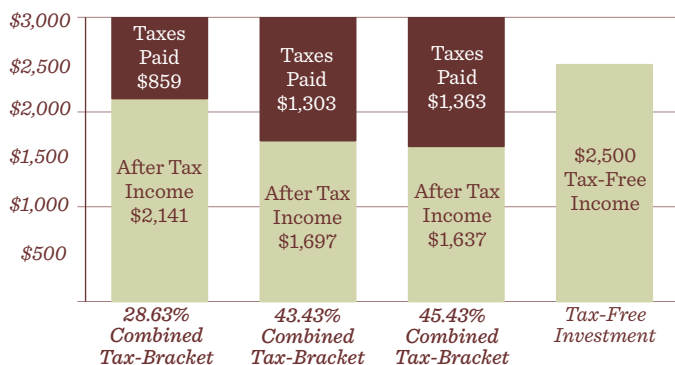 $3,000
$2,500
$2,000
$1,500
$1,000
$500
Taxes
Paid
$859
After Tax
Income
$2,141
Taxes
Paid
$1,303
After Tax
Income
$1,697
Taxes
Paid
$1,363
After Tax
Income
$1,637
$2,500
Tax-Free
Income
28.63%
Combined
Tax-Bracket
43.43%
Combined
Tax-Bracket
45.43%
Combined
Tax-Bracket
Tax-Free
Investment